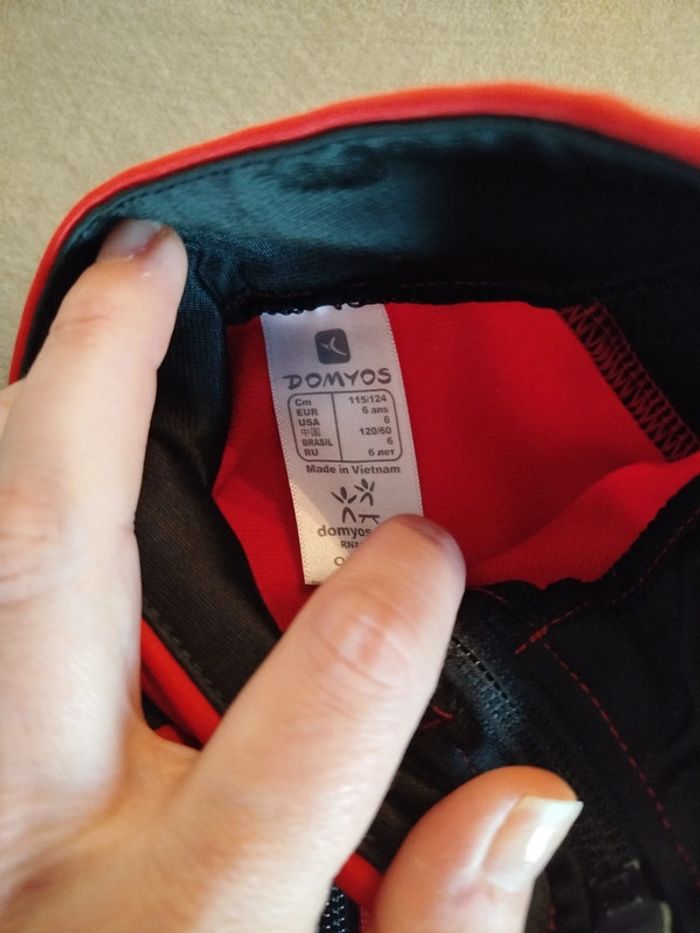 DOMYOS
Cm 115/124
EUR 6 ans
USA 6
中国 120/60
BRASIL 6
RU 6 лет
Made in Vietnam
domyos